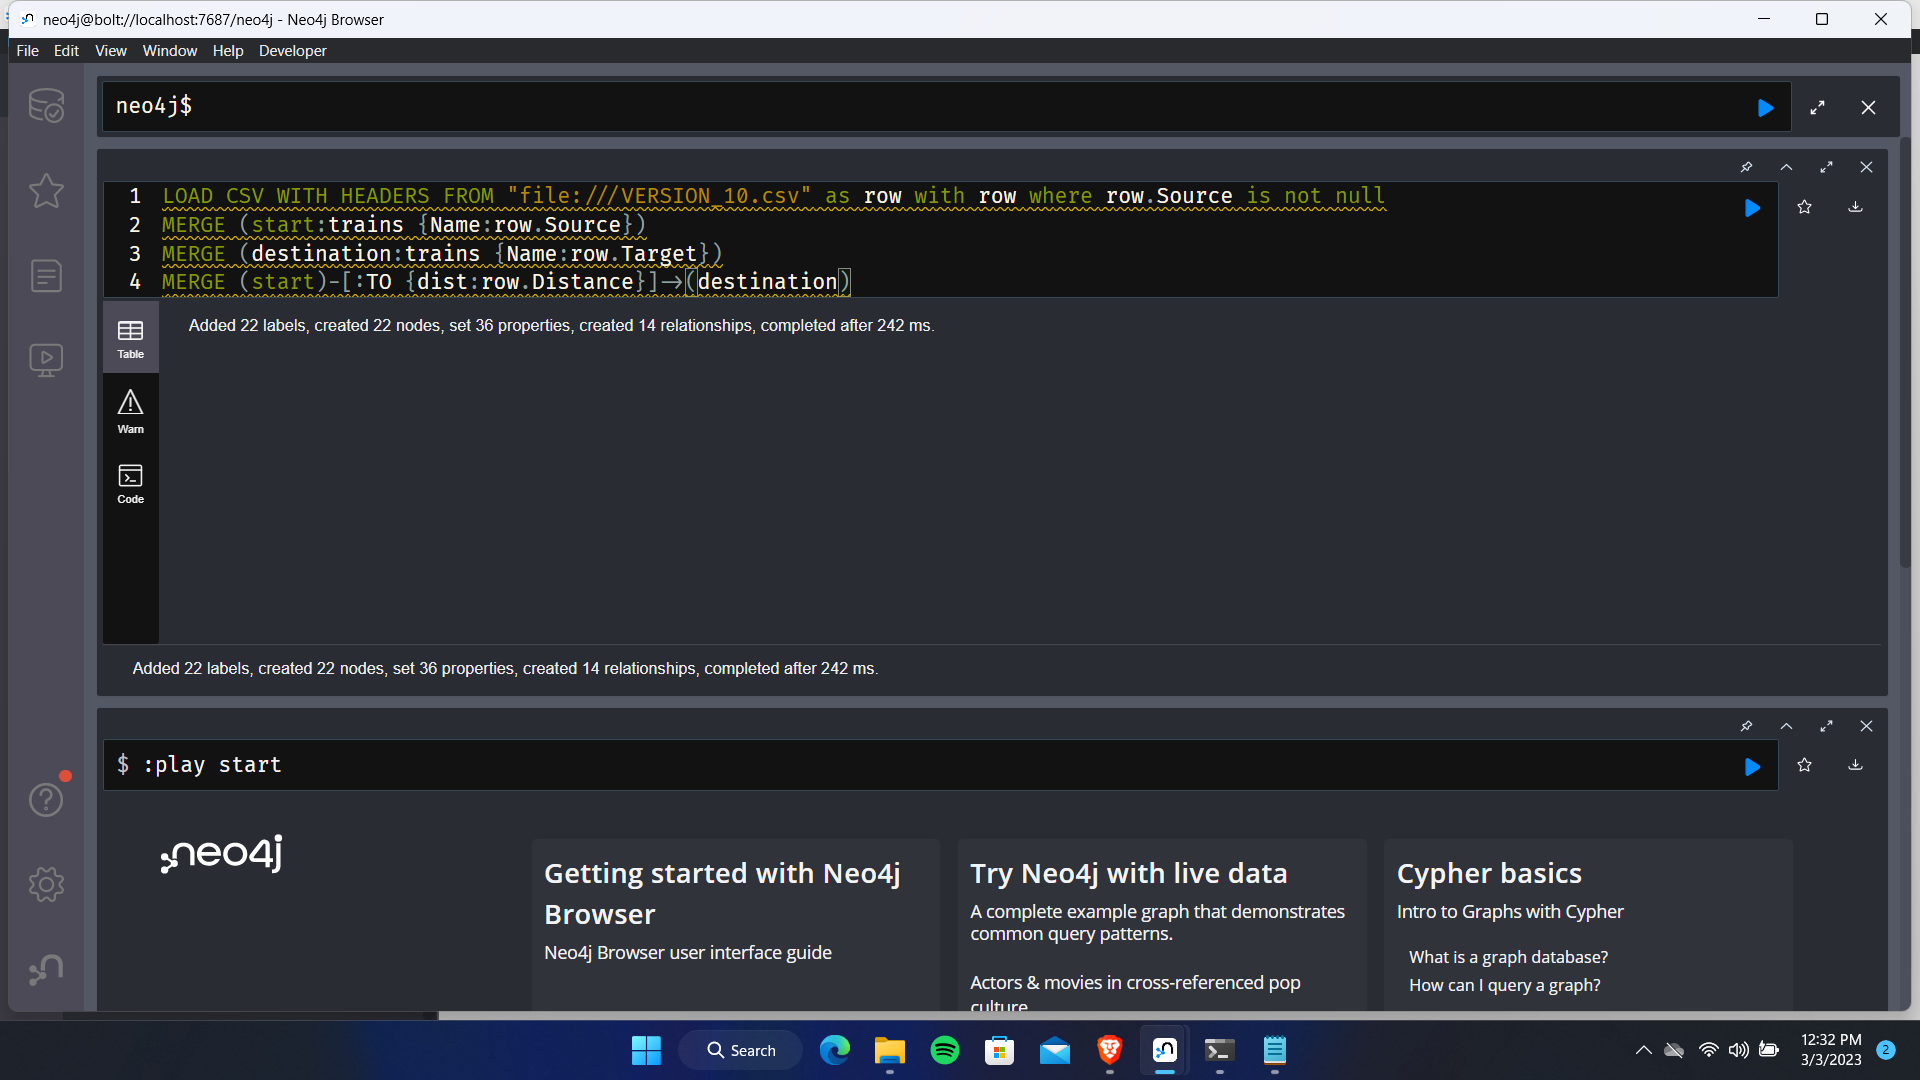 neo4j@bolt://localhost:7687/neo4j - Neo4j Browser
File Edit View Window Help Developer
neo4j$
1 LOAD CSV WITH HEADERS FROM "file:///VERSION_10.csv" as row with row where row.Source is not null
2 MERGE (start:trains {Name:row.Source})
3 MERGE (destination:trains {Name:row.Target})
4 MERGE (start)-[:TO {dist:row.Distance}]→(destination)
Table
Added 22 labels, created 22 nodes, set 36 properties, created 14 relationships, completed after 242 ms.
Warn
Code
Added 22 labels, created 22 nodes, set 36 properties, created 14 relationships, completed after 242 ms.
$ :play start
neo4j
Getting started with Neo4j
Browser
Neo4j Browser user interface guide
Try Neo4j with live data
A complete example graph that demonstrates
common query patterns.
Actors & movies in cross-referenced pop
culture
Cypher basics
Intro to Graphs with Cypher
What is a graph database?
How can I query a graph?
Search
12:32 PM
3/3/2023
2